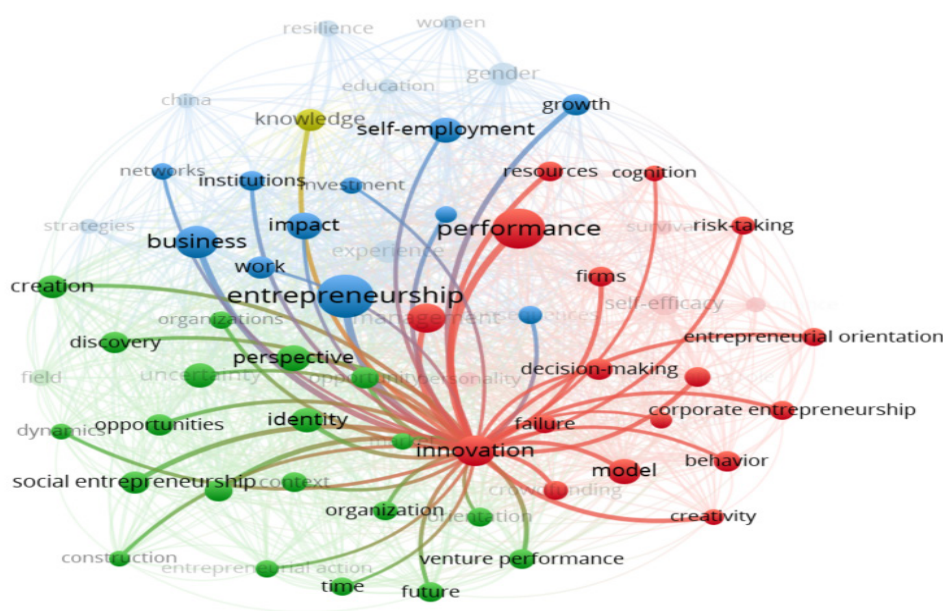 women
resilience
gender
education
china
growth
knowledge
self-employment
networks
institutions
investment
resources
cognition
strategies
business
impact
experience
performance
survival
risk-taking
work
firms
creation
entrepreneurship
self-efficacy
organizations
management
discovery
perspective
entrepreneurial orientation
field
uncertainty
opportunity
personality
decision-making
dynamics
opportunities
identity
failure
corporate entrepreneurship
innovation
model
behavior
social entrepreneurship
context
crowdfunding
organization
orientation
creativity
construction
entrepreneurial action
venture performance
time
future